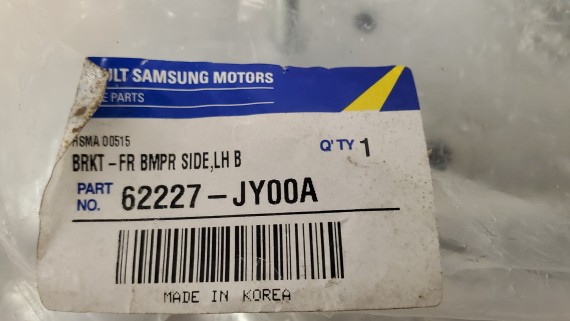 ULT SAMSUNG MOTORS
E PARTS
HSMA 00515
BRKT-FR BMPR SIDE,LH B
Q'TY 1
PART NO. 62227-JY00A
MADE IN KOREA